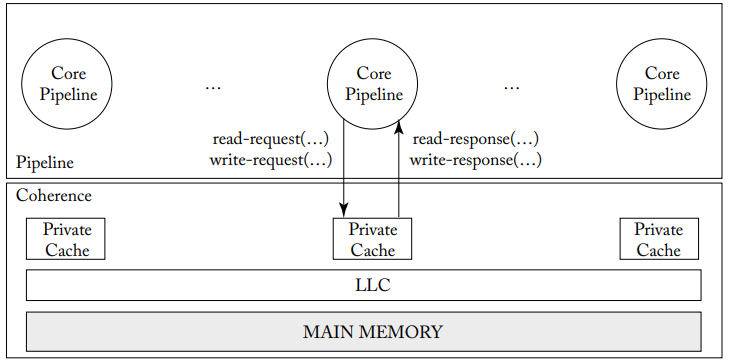 Core
Pipeline
...
Core
Pipeline
...
Core
Pipeline
read-request(...)
write-request(...)
read-response(...)
write-response(...)
Pipeline
Coherence
Private
Cache
Private
Cache
Private
Cache
LLC
MAIN MEMORY